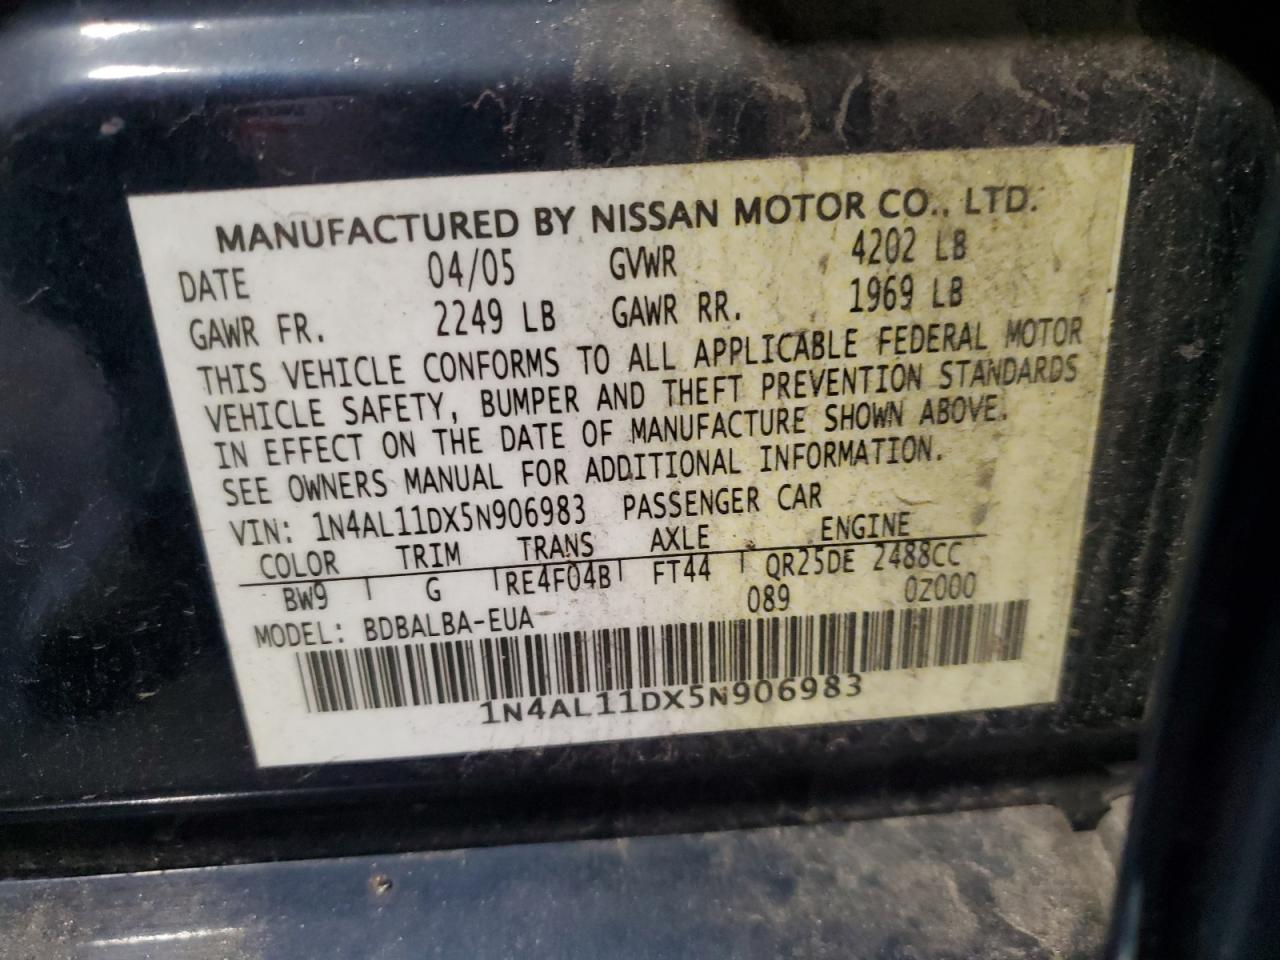 MANUFACTURED BY NISSAN MOTOR CO., LTD.
DATE 04/05 GVWR 4202 LB
GAWR FR. 2249 LB GAWR RR. 1969 LB
THIS VEHICLE CONFORMS TO ALL APPLICABLE FEDERAL MOTOR
VEHICLE SAFETY, BUMPER AND THEFT PREVENTION STANDARDS
IN EFFECT ON THE DATE OF MANUFACTURE SHOWN ABOVE.
SEE OWNERS MANUAL FOR ADDITIONAL INFORMATION.
VIN: 1N4AL11DX5N906983 PASSENGER CAR
COLOR TRIM TRANS AXLE ENGINE
BW9 G RE4F04B FT44 QR25DE 2488CC
MODEL: BDBALBA-EUA 089 0Z000
1N4AL11DX5N906983